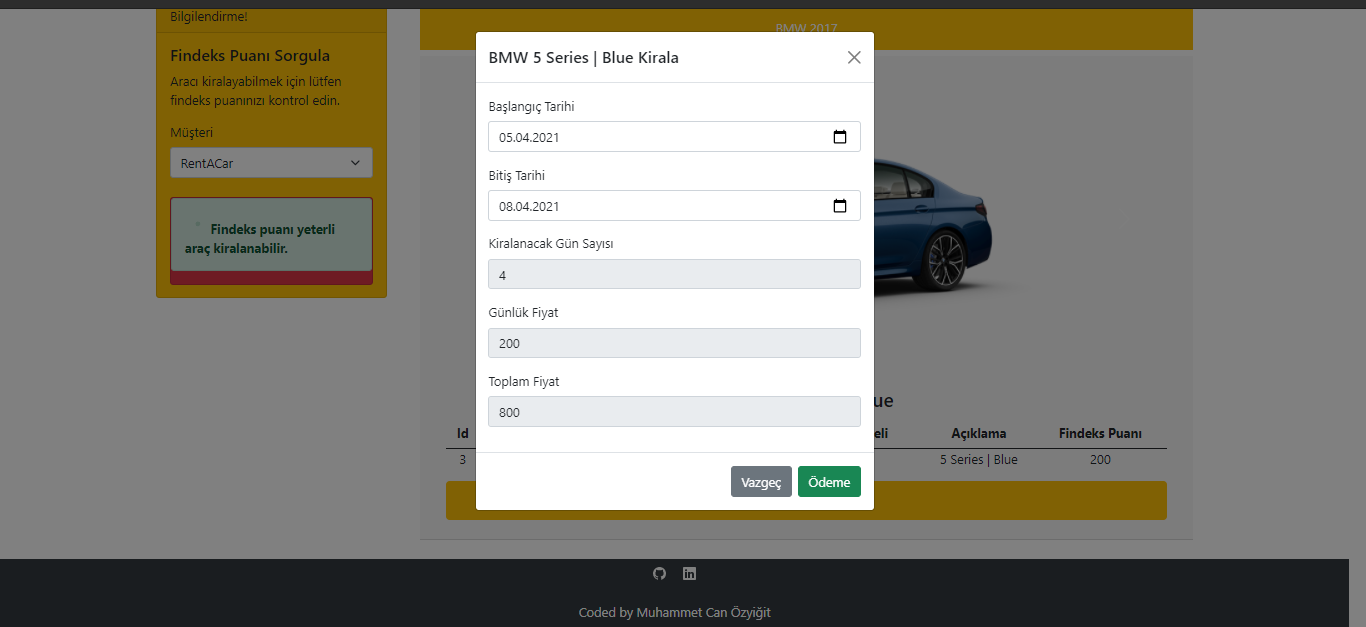 Bilgilendirme!
Findeks Puanı Sorgula
Aracı kiralayabilmek için lütfen
findeks puanınızı kontrol edin.
Müşteri
RentACar
Findeks puanı yeterli
araç kiralanabilir.
BMW 2017
BMW 5 Series | Blue Kirala
Başlangıç Tarihi
05.04.2021
Bitiş Tarihi
08.04.2021
Kiralanacak Gün Sayısı
4
Günlük Fiyat
200
Toplam Fiyat
800
Vazgeç Ödeme
ue
Id eli Açıklama Findeks Puanı
3 5 Series | Blue 200
Coded by Muhammet Can Özyiğit